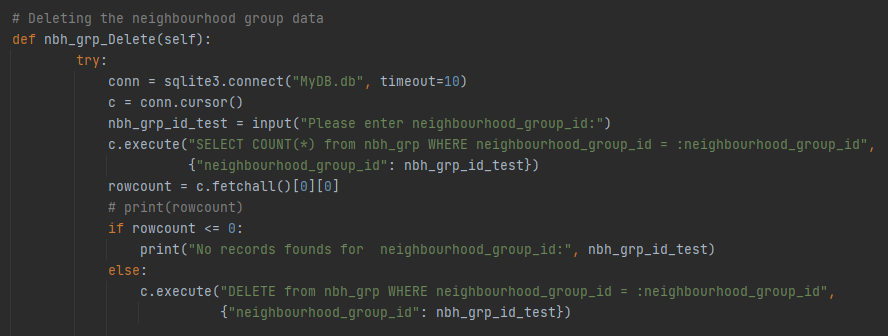 # Deleting the neighbourhood group data
def nbh_grp_Delete(self):
        try:
            conn = sqlite3.connect("MyDB.db", timeout=10)
            c = conn.cursor()
            nbh_grp_id_test = input("Please enter neighbourhood_group_id:")
            c.execute("SELECT COUNT(*) from nbh_grp WHERE neighbourhood_group_id = :neighbourhood_group_id",
                      {"neighbourhood_group_id": nbh_grp_id_test})
            rowcount = c.fetchall()[0][0]
            # print(rowcount)
            if rowcount <= 0:
                print("No records founds for  neighbourhood_group_id:", nbh_grp_id_test)
            else:
                c.execute("DELETE from nbh_grp WHERE neighbourhood_group_id = :neighbourhood_group_id",
                          {"neighbourhood_group_id": nbh_grp_id_test})